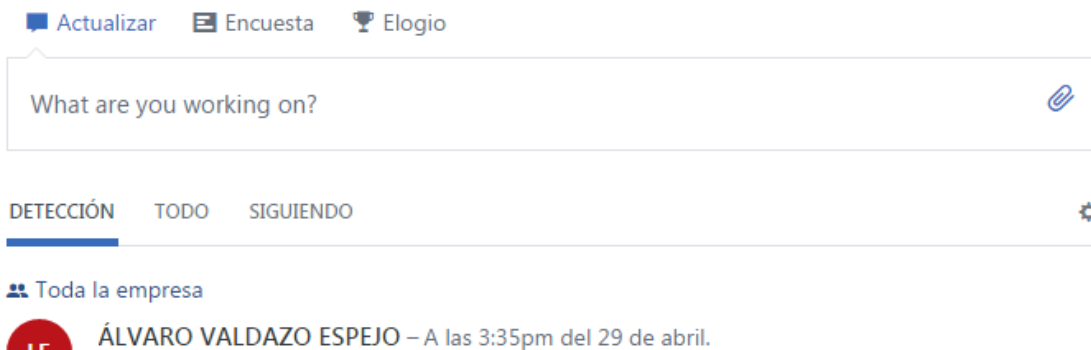 Actualizar Encuesta Elogio
What are you working on?
DETECCIÓN TODO SIGUIENDO
Toda la empresa
ÁLVARO VALDAZO ESPEJO – A las 3:35pm del 29 de abril.